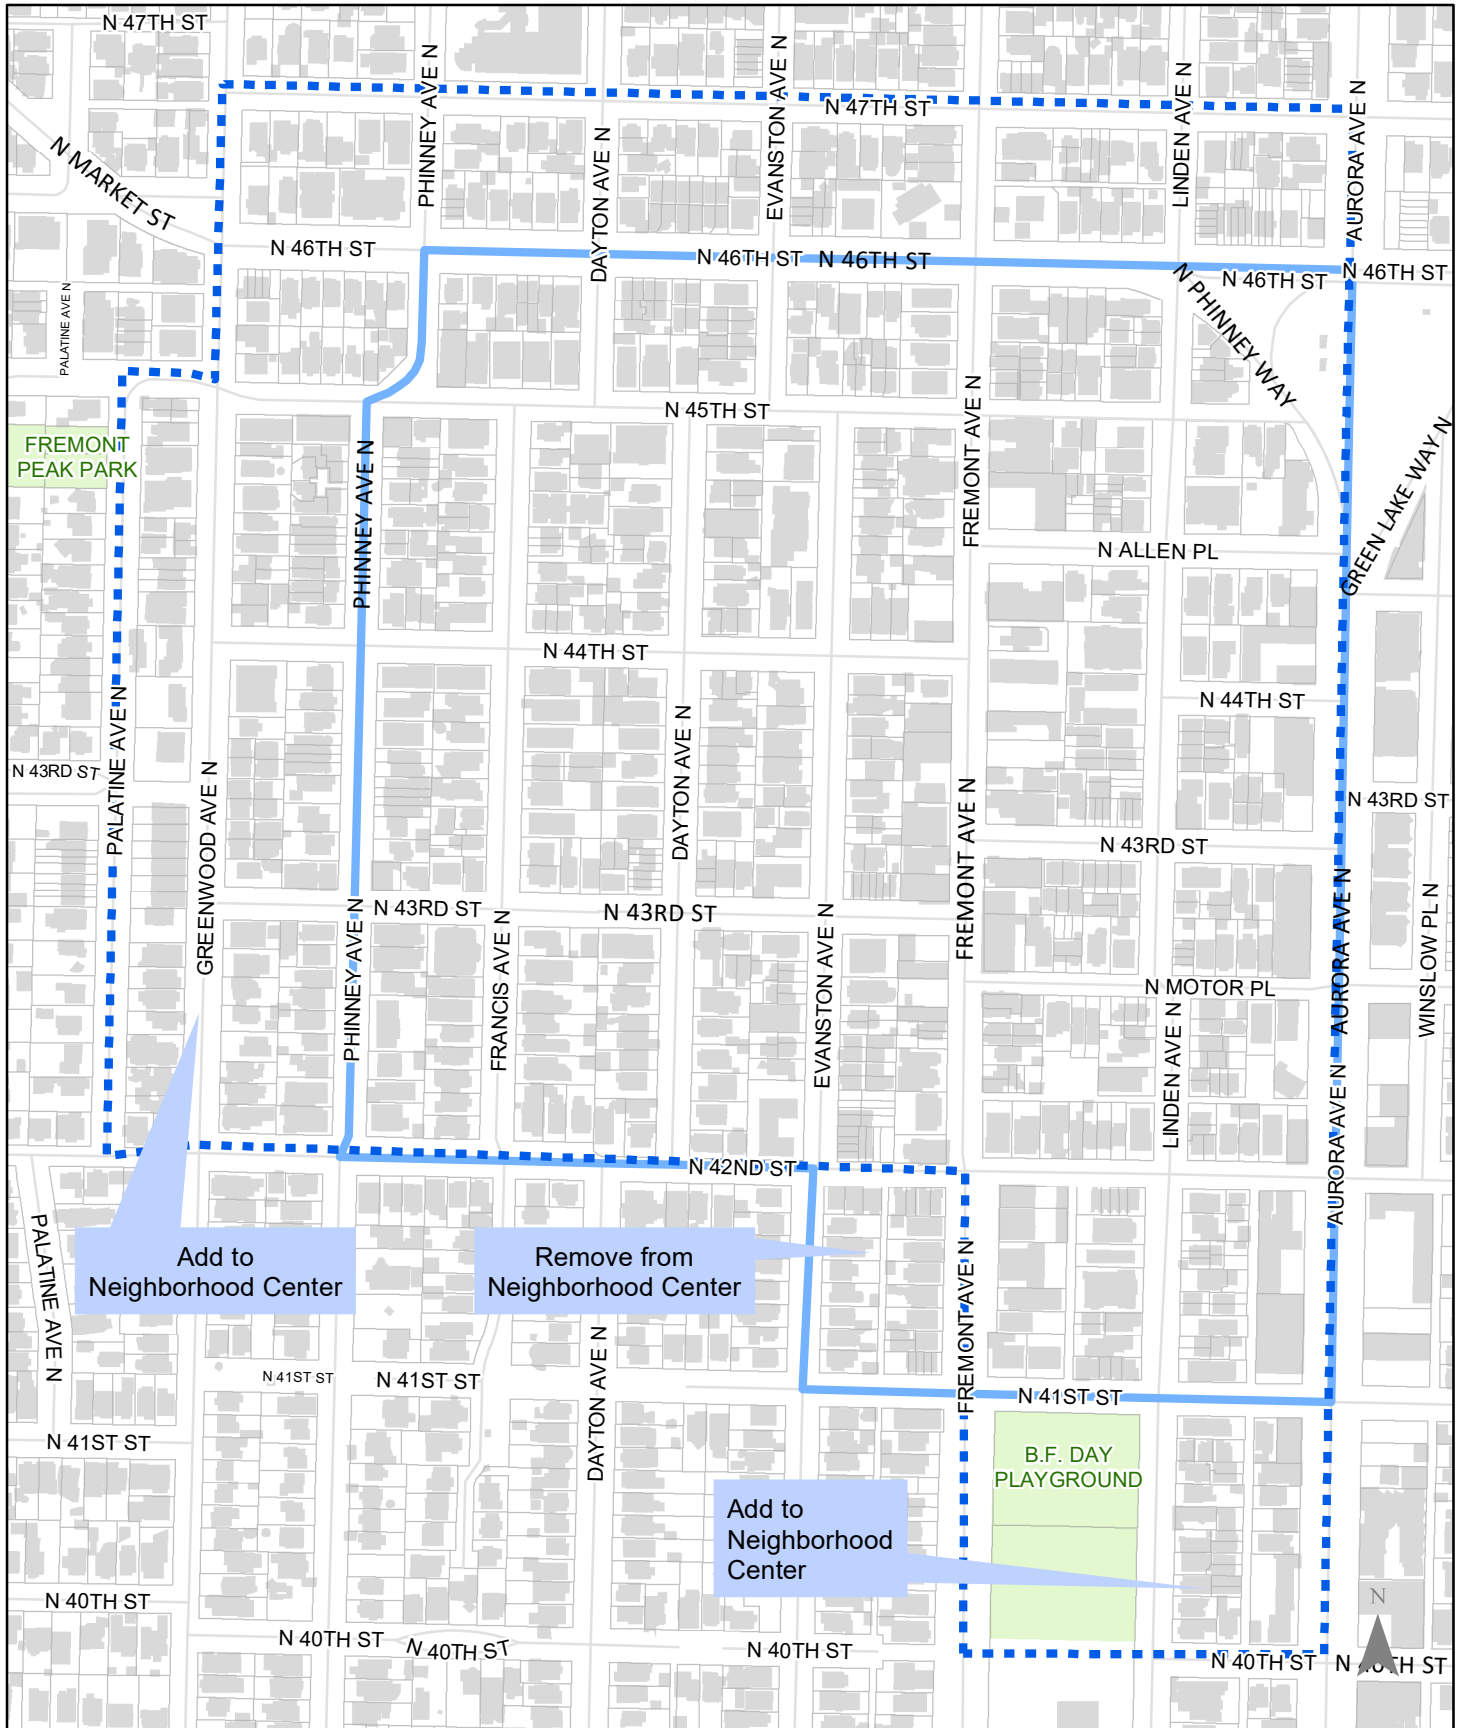 N 47TH ST
PHINNEY AVE N
EVANSTON AVE N
LINDEN AVE N
AURORA AVE N
N 47TH ST
DAYTON AVE N
N MARKET ST
N 46TH ST
N 46TH ST
N 46TH ST
N 46TH ST
N 46TH ST
PALATINE AVE N
N PHINNEY WAY
N 45TH ST
FREMONT
PEAK PARK
PHINNEY AVE N
FREMONT AVE N
GREEN LAKE WAY N
N ALLEN PL
N 44TH ST
N 44TH ST
PALATINE AVE N
N 43RD ST
GREENWOOD AVE N
DAYTON AVE N
FREMONT AVE N
N 43RD ST
N 43RD ST
N 43RD ST
N 43RD ST
PHINNEY AVE N
FRANCIS AVE N
EVANSTON AVE N
AURORA AVE N
WINSLOW PL N
N MOTOR PL
LINDEN AVE N
AURORA AVE N
N 42ND ST
PALATINE AVE N
Add to
Neighborhood Center
Remove from
Neighborhood Center
FREMONT AVE N
DAYTON AVE N
N 41ST ST
N 41ST ST
N 41ST ST
N 41ST ST
B.F. DAY
PLAYGROUND
Add to
Neighborhood
Center
N
N 40TH ST
N 40TH ST
N 40TH ST
N 40TH ST
N 40TH ST
N 40TH ST